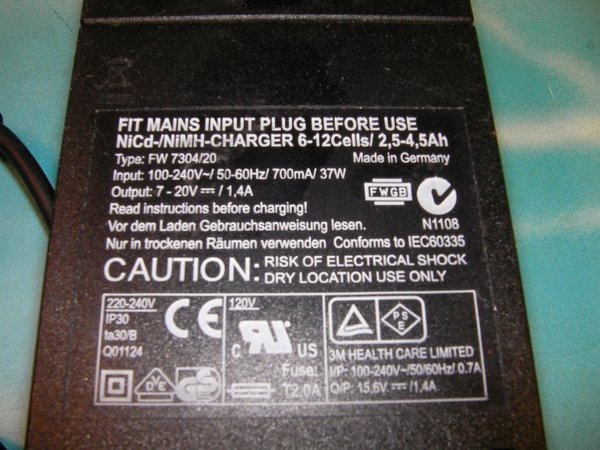 FIT MAINS INPUT PLUG BEFORE USE
NiCd-/NiMH-CHARGER 6-12Cells/ 2,5-4,5Ah
Type: FW 7304/20 Made in Germany
Input: 100-240V~/ 50-60Hz/ 700mA/ 37W
Output: 7 - 20V⎓ / 1,4A
FWGB
Read instructions before charging!
Vor dem Laden Gebrauchsanweisung lesen. N1108
Nur in trockenen Räumen verwenden Conforms to IEC60335
CAUTION: RISK OF ELECTRICAL SHOCK
DRY LOCATION USE ONLY
220-240V
IP30
ta30/B
Q01124
CE
DVE
GS
120V
C UL US
Fuse:
T2.0A
PSE
3M HEALTH CARE LIMITED
I/P: 100-240V~/50/60Hz/ 0.7A
O/P: 15,6V ⎓ /1,4A